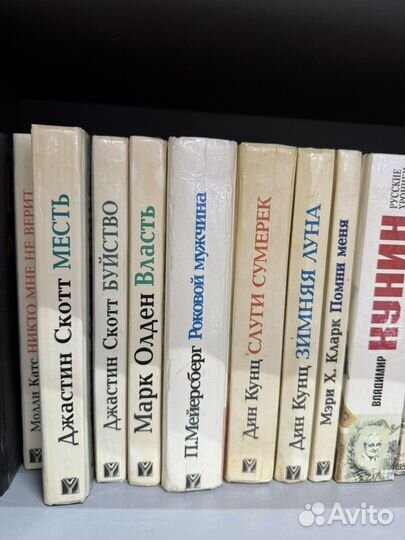 Молли Катс НИКТО МНЕ НЕ ВЕРИТ
Джастин Скотт МЕСТЬ
Джастин Скотт БУЙСТВО
Марк Олден Власть
П.Мейерсберг Роковой мужчина
Дин Кунц СЛУГИ СУМЕРЕК
Дин Кунц ЗИМНЯЯ ЛУНА
Мэри Х. Кларк Помни меня
РУССКИЕ
ВЛАДИМИР
Avito